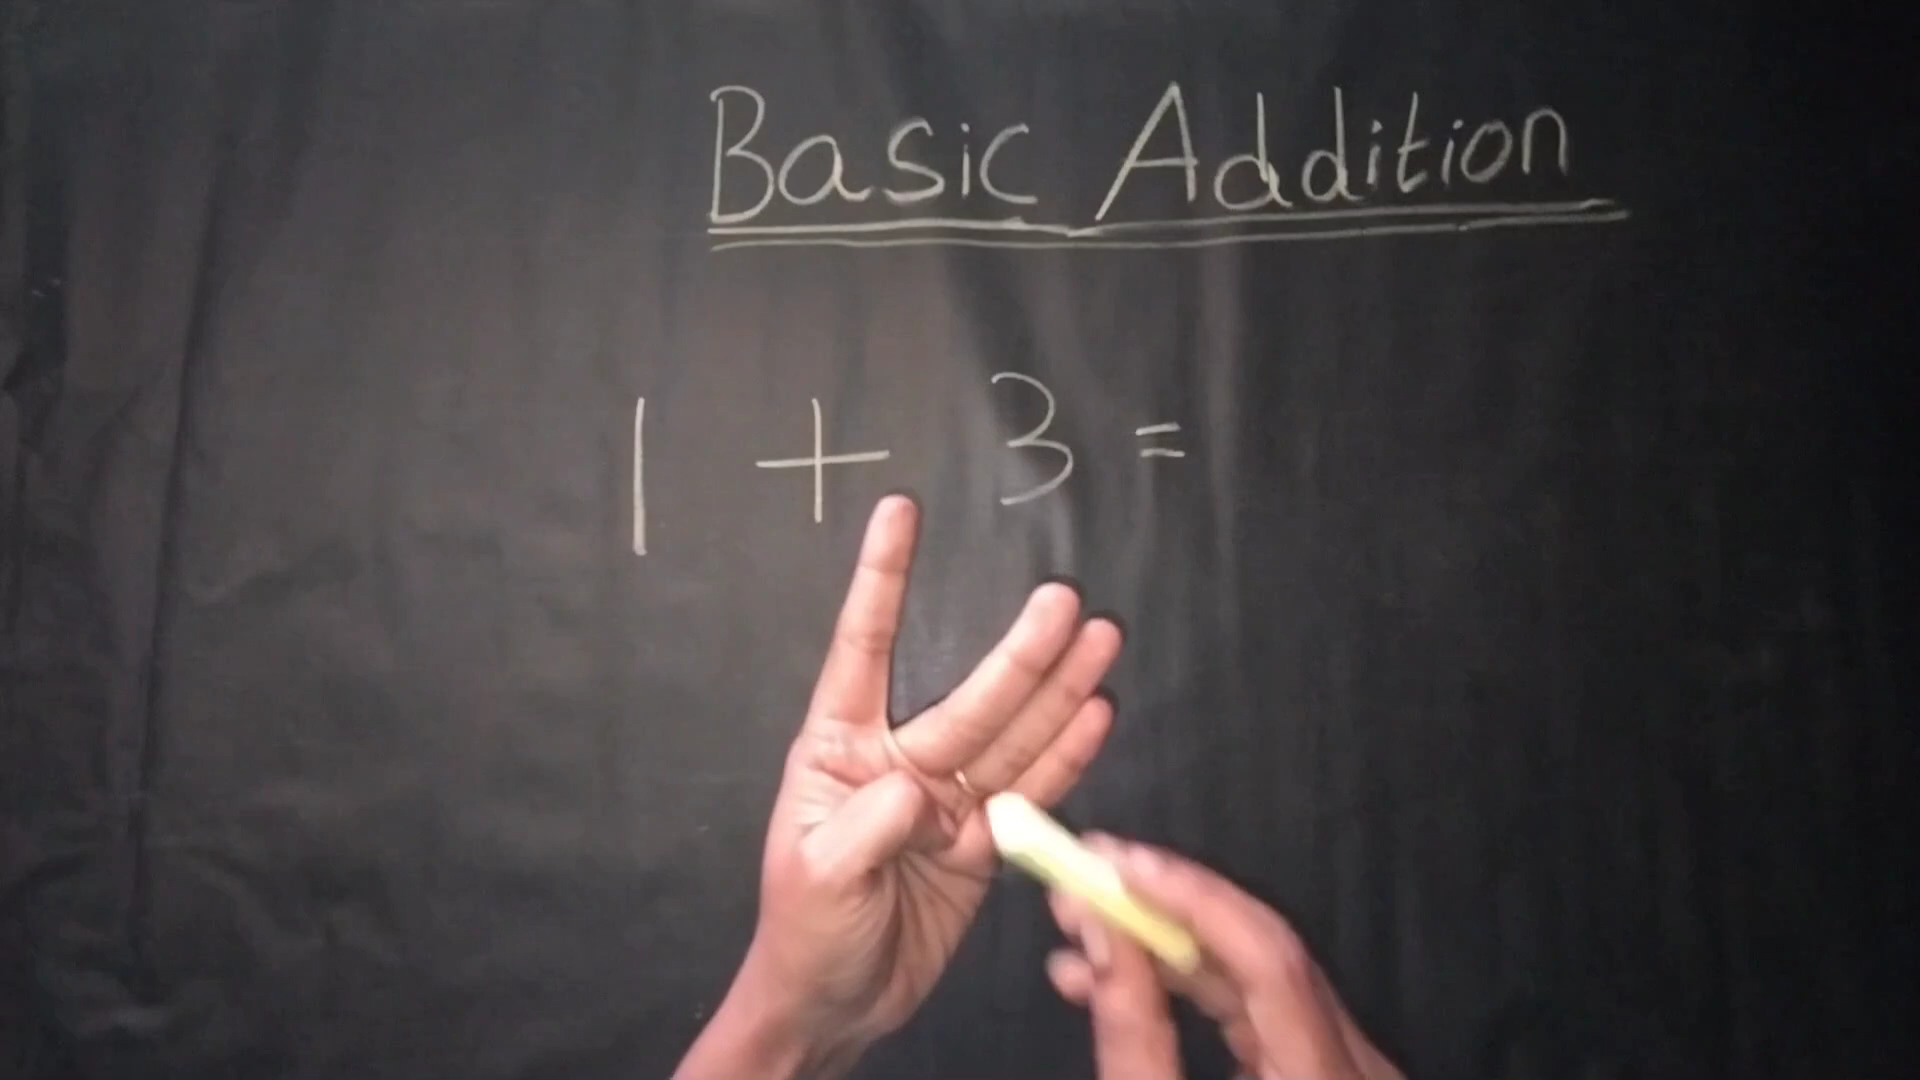 Basic Addition
1 + 3 =